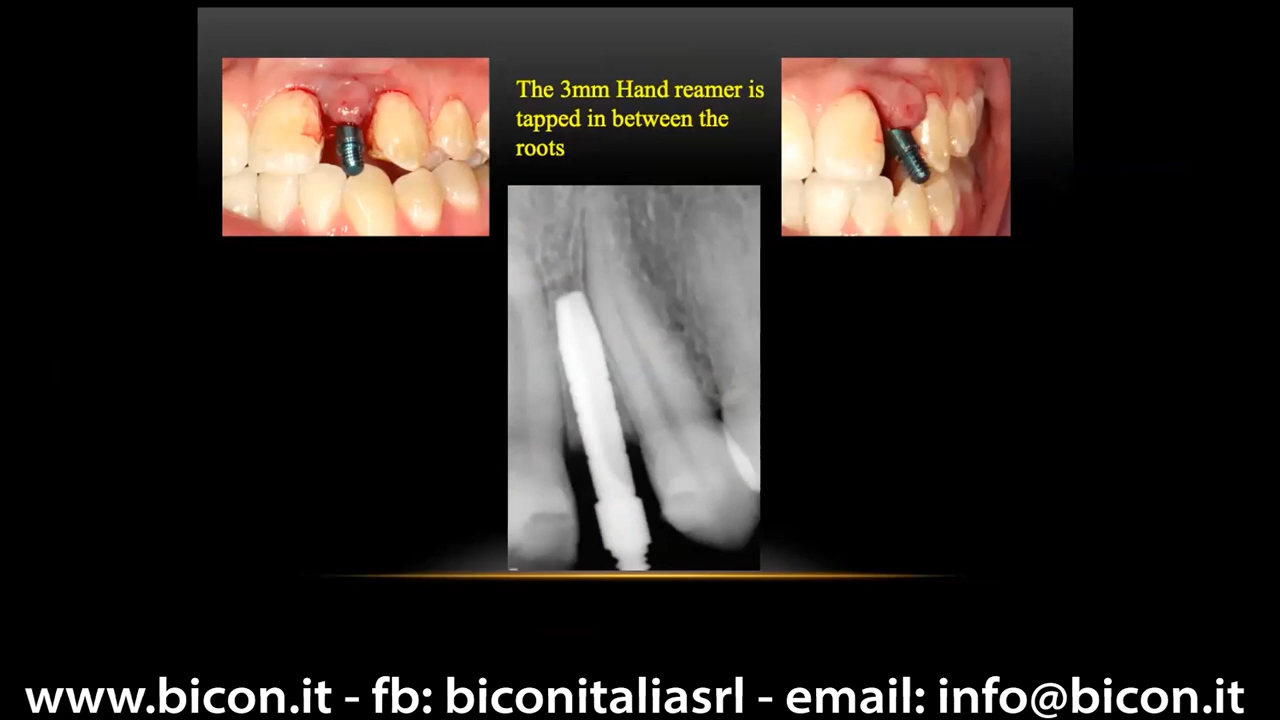 The 3mm Hand reamer is
tapped in between the
roots
www.bicon.it - fb: biconitaliasrl - email: info@bicon.it